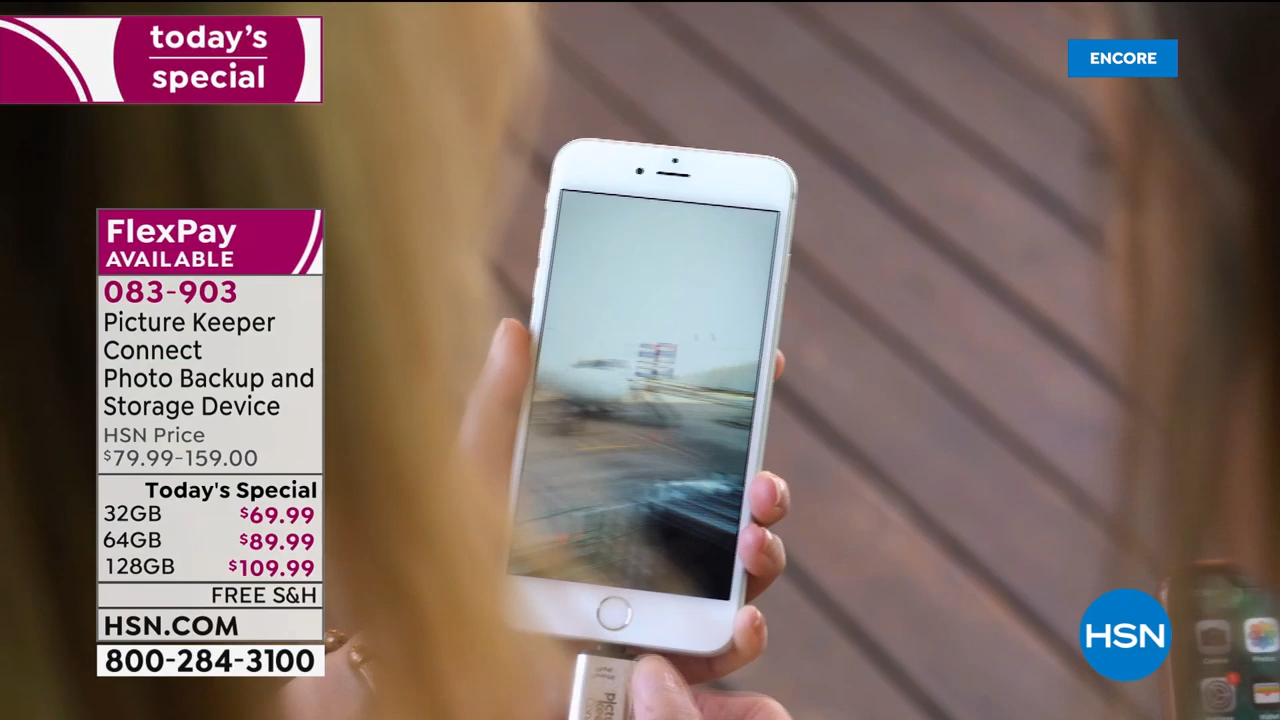 today's
special
ENCORE
FlexPay
AVAILABLE
083-903
Picture Keeper
Connect
Photo Backup and
Storage Device
HSN Price
$79.99-159.00
Today's Special
32GB $69.99
64GB $89.99
128GB $109.99
FREE S&H
HSN.COM
800-284-3100
HSN